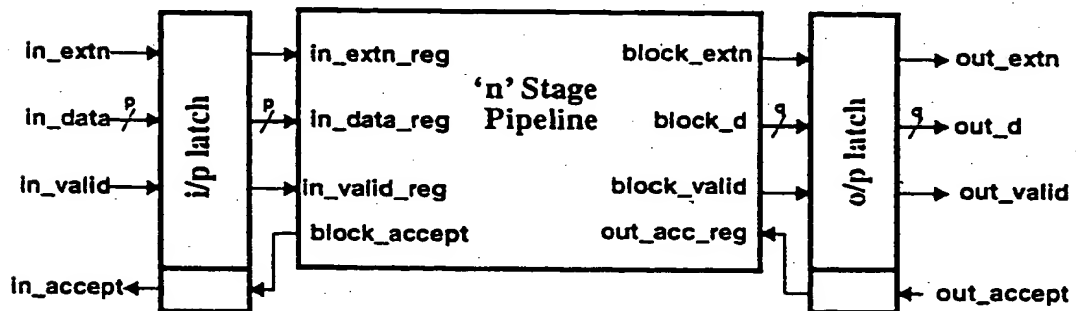 in_extn
in_data
in_valid
in_accept
p
i/p latch
p
in_extn_reg
in_data_reg
in_valid_reg
block_accept
'n' Stage
Pipeline
block_extn
block_d
block_valid
out_acc_reg
q
o/p latch
q
out_extn
out_d
out_valid
out_accept